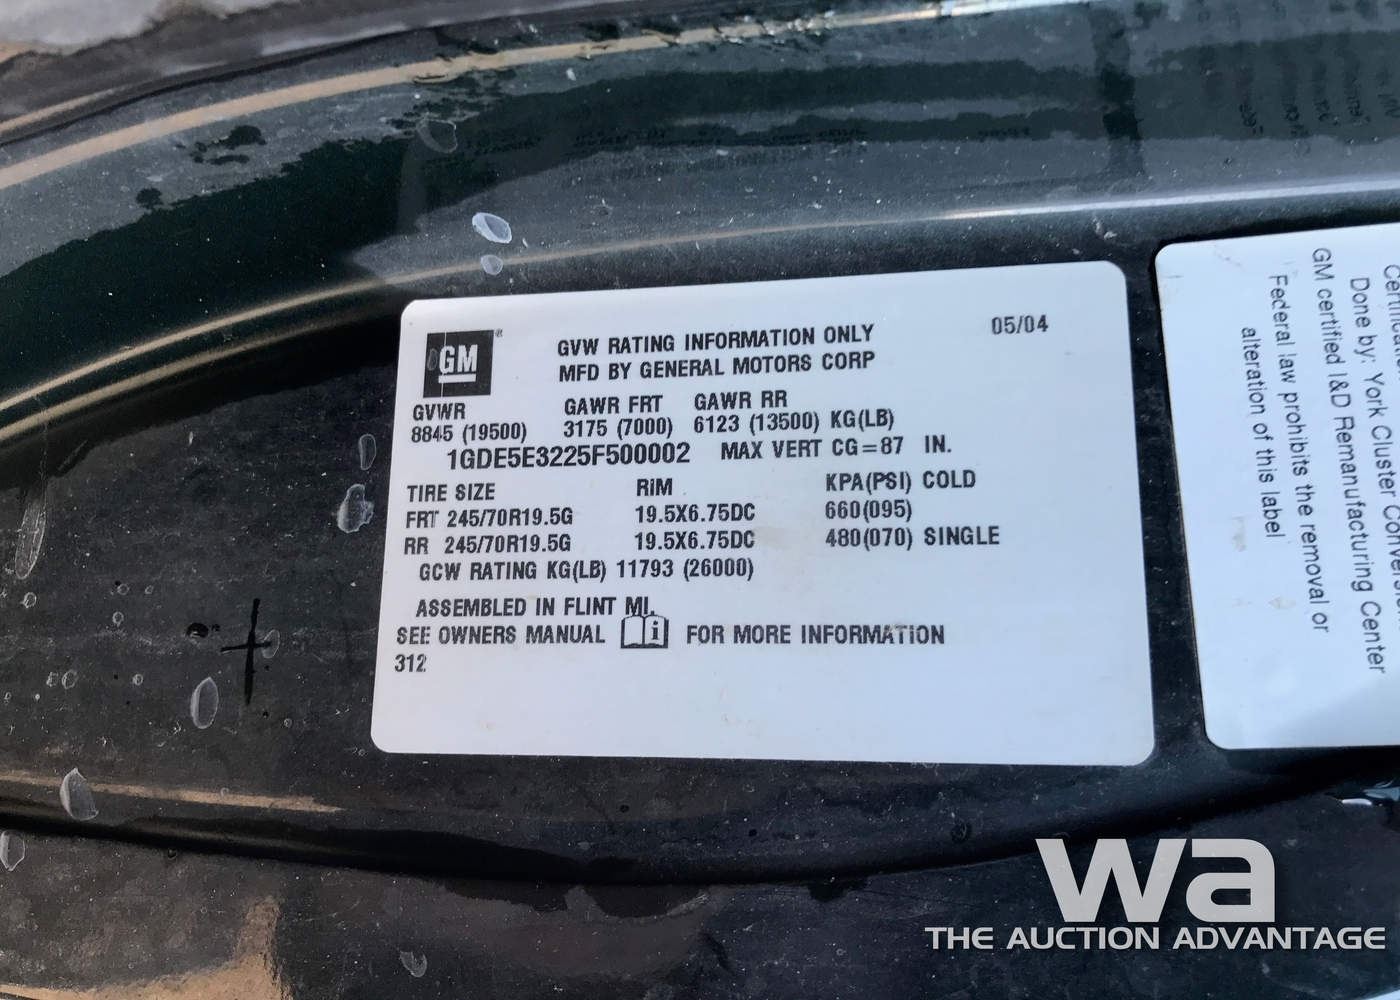 GM
GVW RATING INFORMATION ONLY
MFD BY GENERAL MOTORS CORP
05/04
GVWR GAWR FRT GAWR RR
8845 (19500) 3175 (7000) 6123 (13500) KG(LB)
1GDE5E3225F500002 MAX VERT CG=87 IN.
TIRE SIZE RIM KPA(PSI) COLD
FRT 245/70R19.5G 19.5X6.75DC 660(095)
RR 245/70R19.5G 19.5X6.75DC 480(070) SINGLE
GCW RATING KG(LB) 11793 (26000)
ASSEMBLED IN FLINT MI.
SEE OWNERS MANUAL i FOR MORE INFORMATION
312
Done by: York Cluster
GM certified I&D Remanufacturing Center
Federal law prohibits the removal or
alteration of this label
wa
THE AUCTION ADVANTAGE